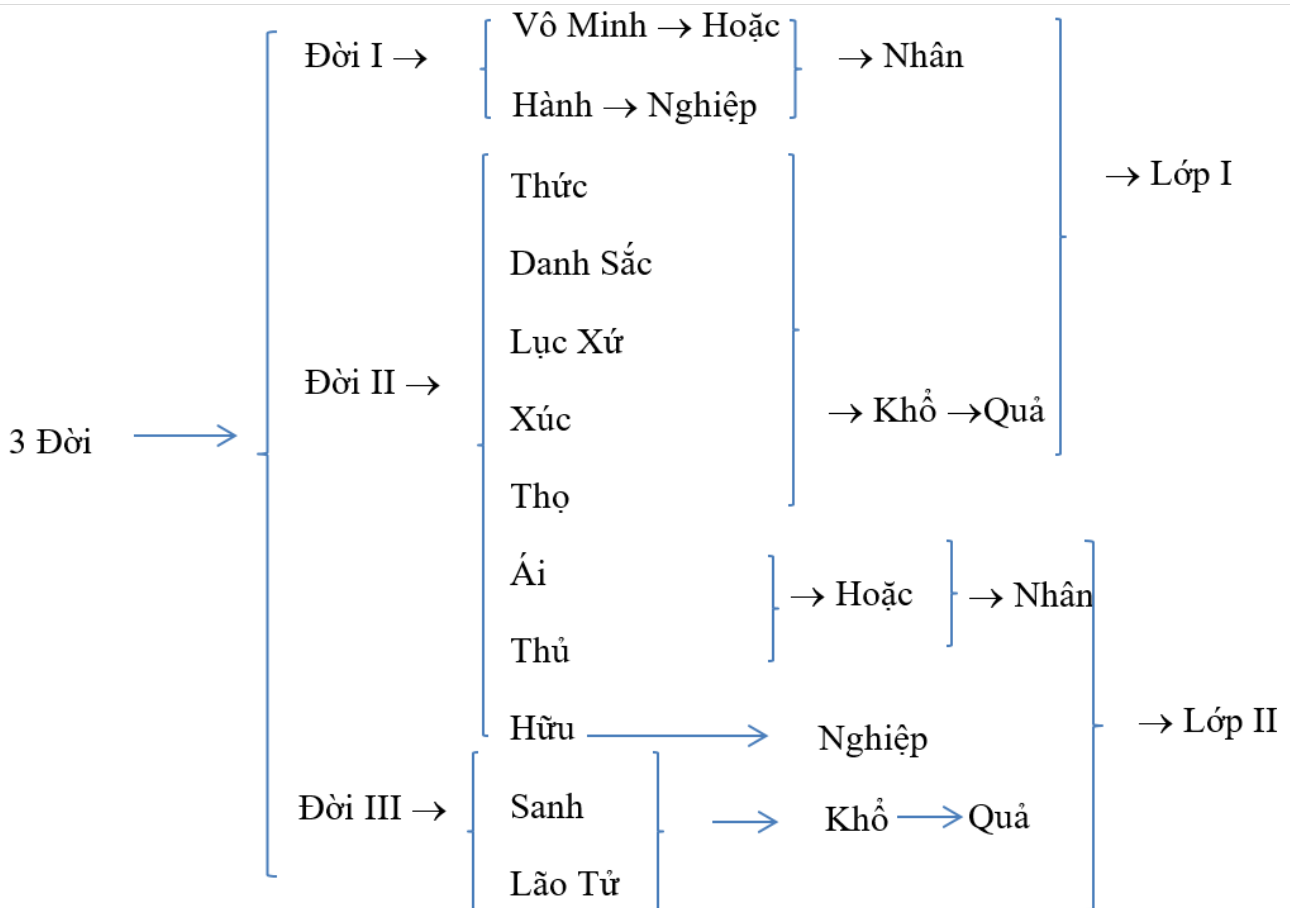 Vô Minh → Hoặc
Đời I → → Nhân
Hành → Nghiệp
→ Lớp I
Thức
Danh Sắc
Lục Xứ
Đời II →
Xúc → Khổ →Quả
3 Đời
Thọ
Ái → Hoặc → Nhân
Thủ
Hữu Nghiệp → Lớp II
Đời III → Sanh Khổ Quả
Lão Tử